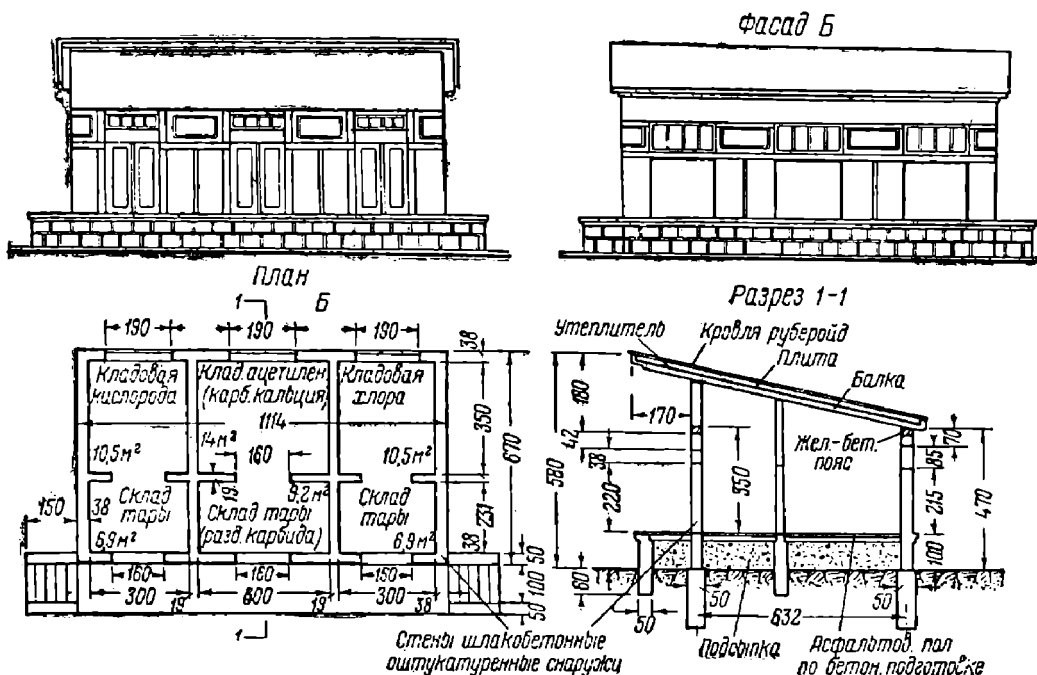 Фасад Б
План
1
Б
190
190
190
38
Кладовая
кислорода
Клад. ацетилен.
(карб. кальция)
Кладовая
хлора
1114
350
670
14 м²
160
10,5 м²
10,5 м²
19
9.2 м²
150
38
Склад
тары
Склад тары
(разд. карбида)
Склад
тары
231
6,9 м²
6,9 м²
38
50
160
160
160
100
300
19
600
19
300
38
50
1
Стены шлакобетонные
оштукатуренные снаружи
Разрез 1-1
Утеплитель
Кровля рубероид
Плита
Балка
180
170
42
580
38
220
350
Жел.-бет.
пояс
70
85
215
470
100
60
50
50
50
632
Подсыпка
Асфальтов. пол
по бетон. подготовке